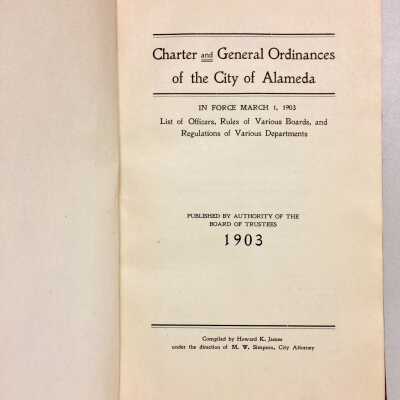 Charter and General Ordinances
of the City of Alameda
IN FORCE MARCH 1, 1903
List of Officers, Rules of Various Boards, and
Regulations of Various Departments
PUBLISHED BY AUTHORITY OF THE
BOARD OF TRUSTEES
1903
Compiled by Howard K. James
under the direction of M. W. Simpson, City Attorney